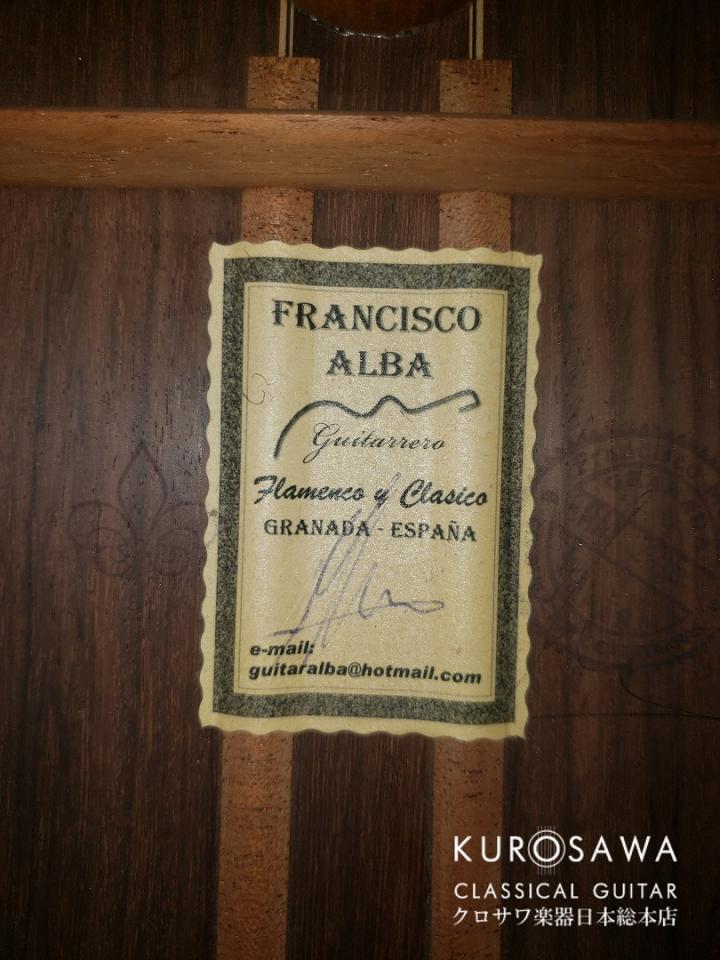 FRANCISCO
ALBA
Guitarrero
Flamenco y Clasico
GRANADA - ESPAÑA
e-mail:
guitaralba@hotmail.com
KUROSAWA
CLASSICAL GUITAR
クロサワ楽器日本総本店